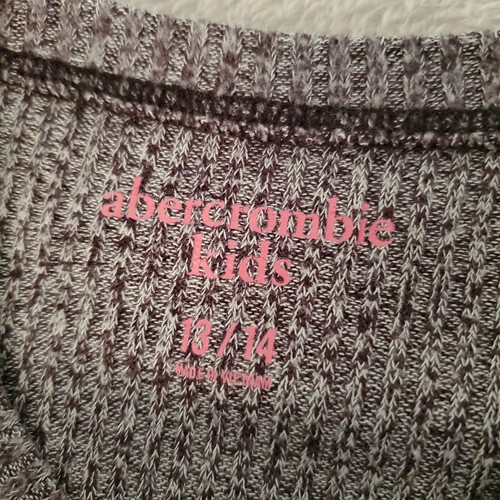 abercrombie
kids
13 / 14
MADE IN VIETNAM